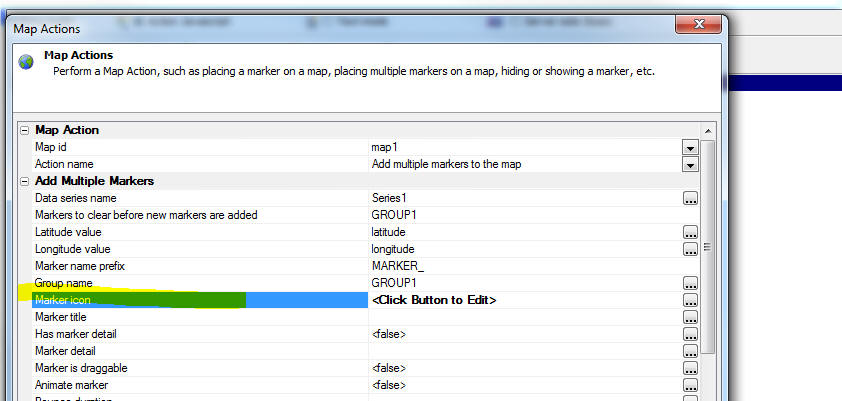 Map Actions
Map Actions
Perform a Map Action, such as placing a marker on a map, placing multiple markers on a map, hiding or showing a marker, etc.
Map Action
Map id map1
Action name Add multiple markers to the map
Add Multiple Markers
Data series name Series1
Markers to clear before new markers are added GROUP1
Latitude value latitude
Longitude value longitude
Marker name prefix MARKER_
Group name GROUP1
Marker icon <Click Button to Edit>
Marker title
Has marker detail <false>
Marker detail
Marker is draggable <false>
Animate marker <false>